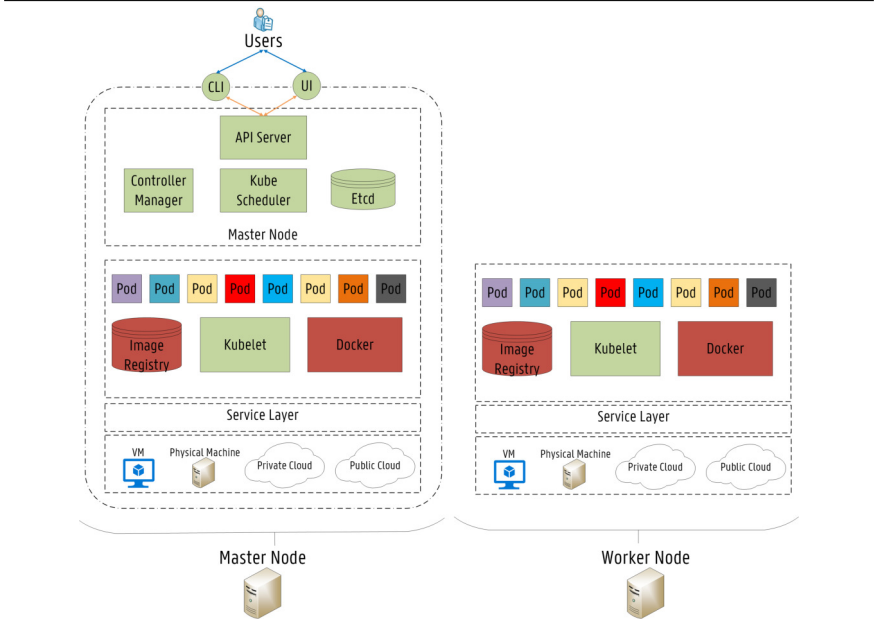 Users
CLI
UI
API Server
Controller
Manager
Kube
Scheduler
Etcd
Master Node
Pod Pod Pod Pod Pod Pod Pod Pod
Image
Registry
Kubelet
Docker
Service Layer
VM
Physical Machine
Private Cloud
Public Cloud
Master Node
Pod Pod Pod Pod Pod Pod Pod Pod
Image
Registry
Kubelet
Docker
Service Layer
VM
Physical Machine
Private Cloud
Public Cloud
Worker Node